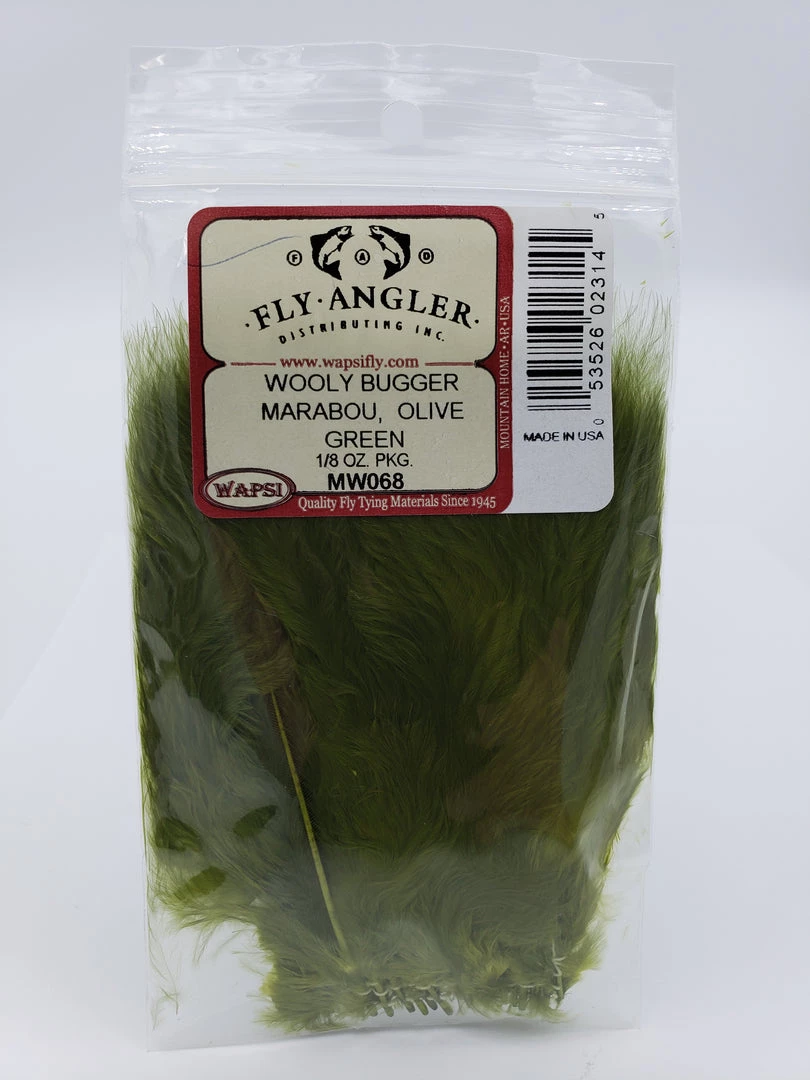 F A D
·FLY·ANGLER·
DISTRIBUTING INC.
www.wapsifly.com
WOOLY BUGGER
MARABOU, OLIVE
GREEN
1/8 OZ. PKG.
MW068
WAPSI
Quality Fly Tying Materials Since 1945
MOUNTAIN HOME•AR•USA
0 53526 02314 5
MADE IN USA